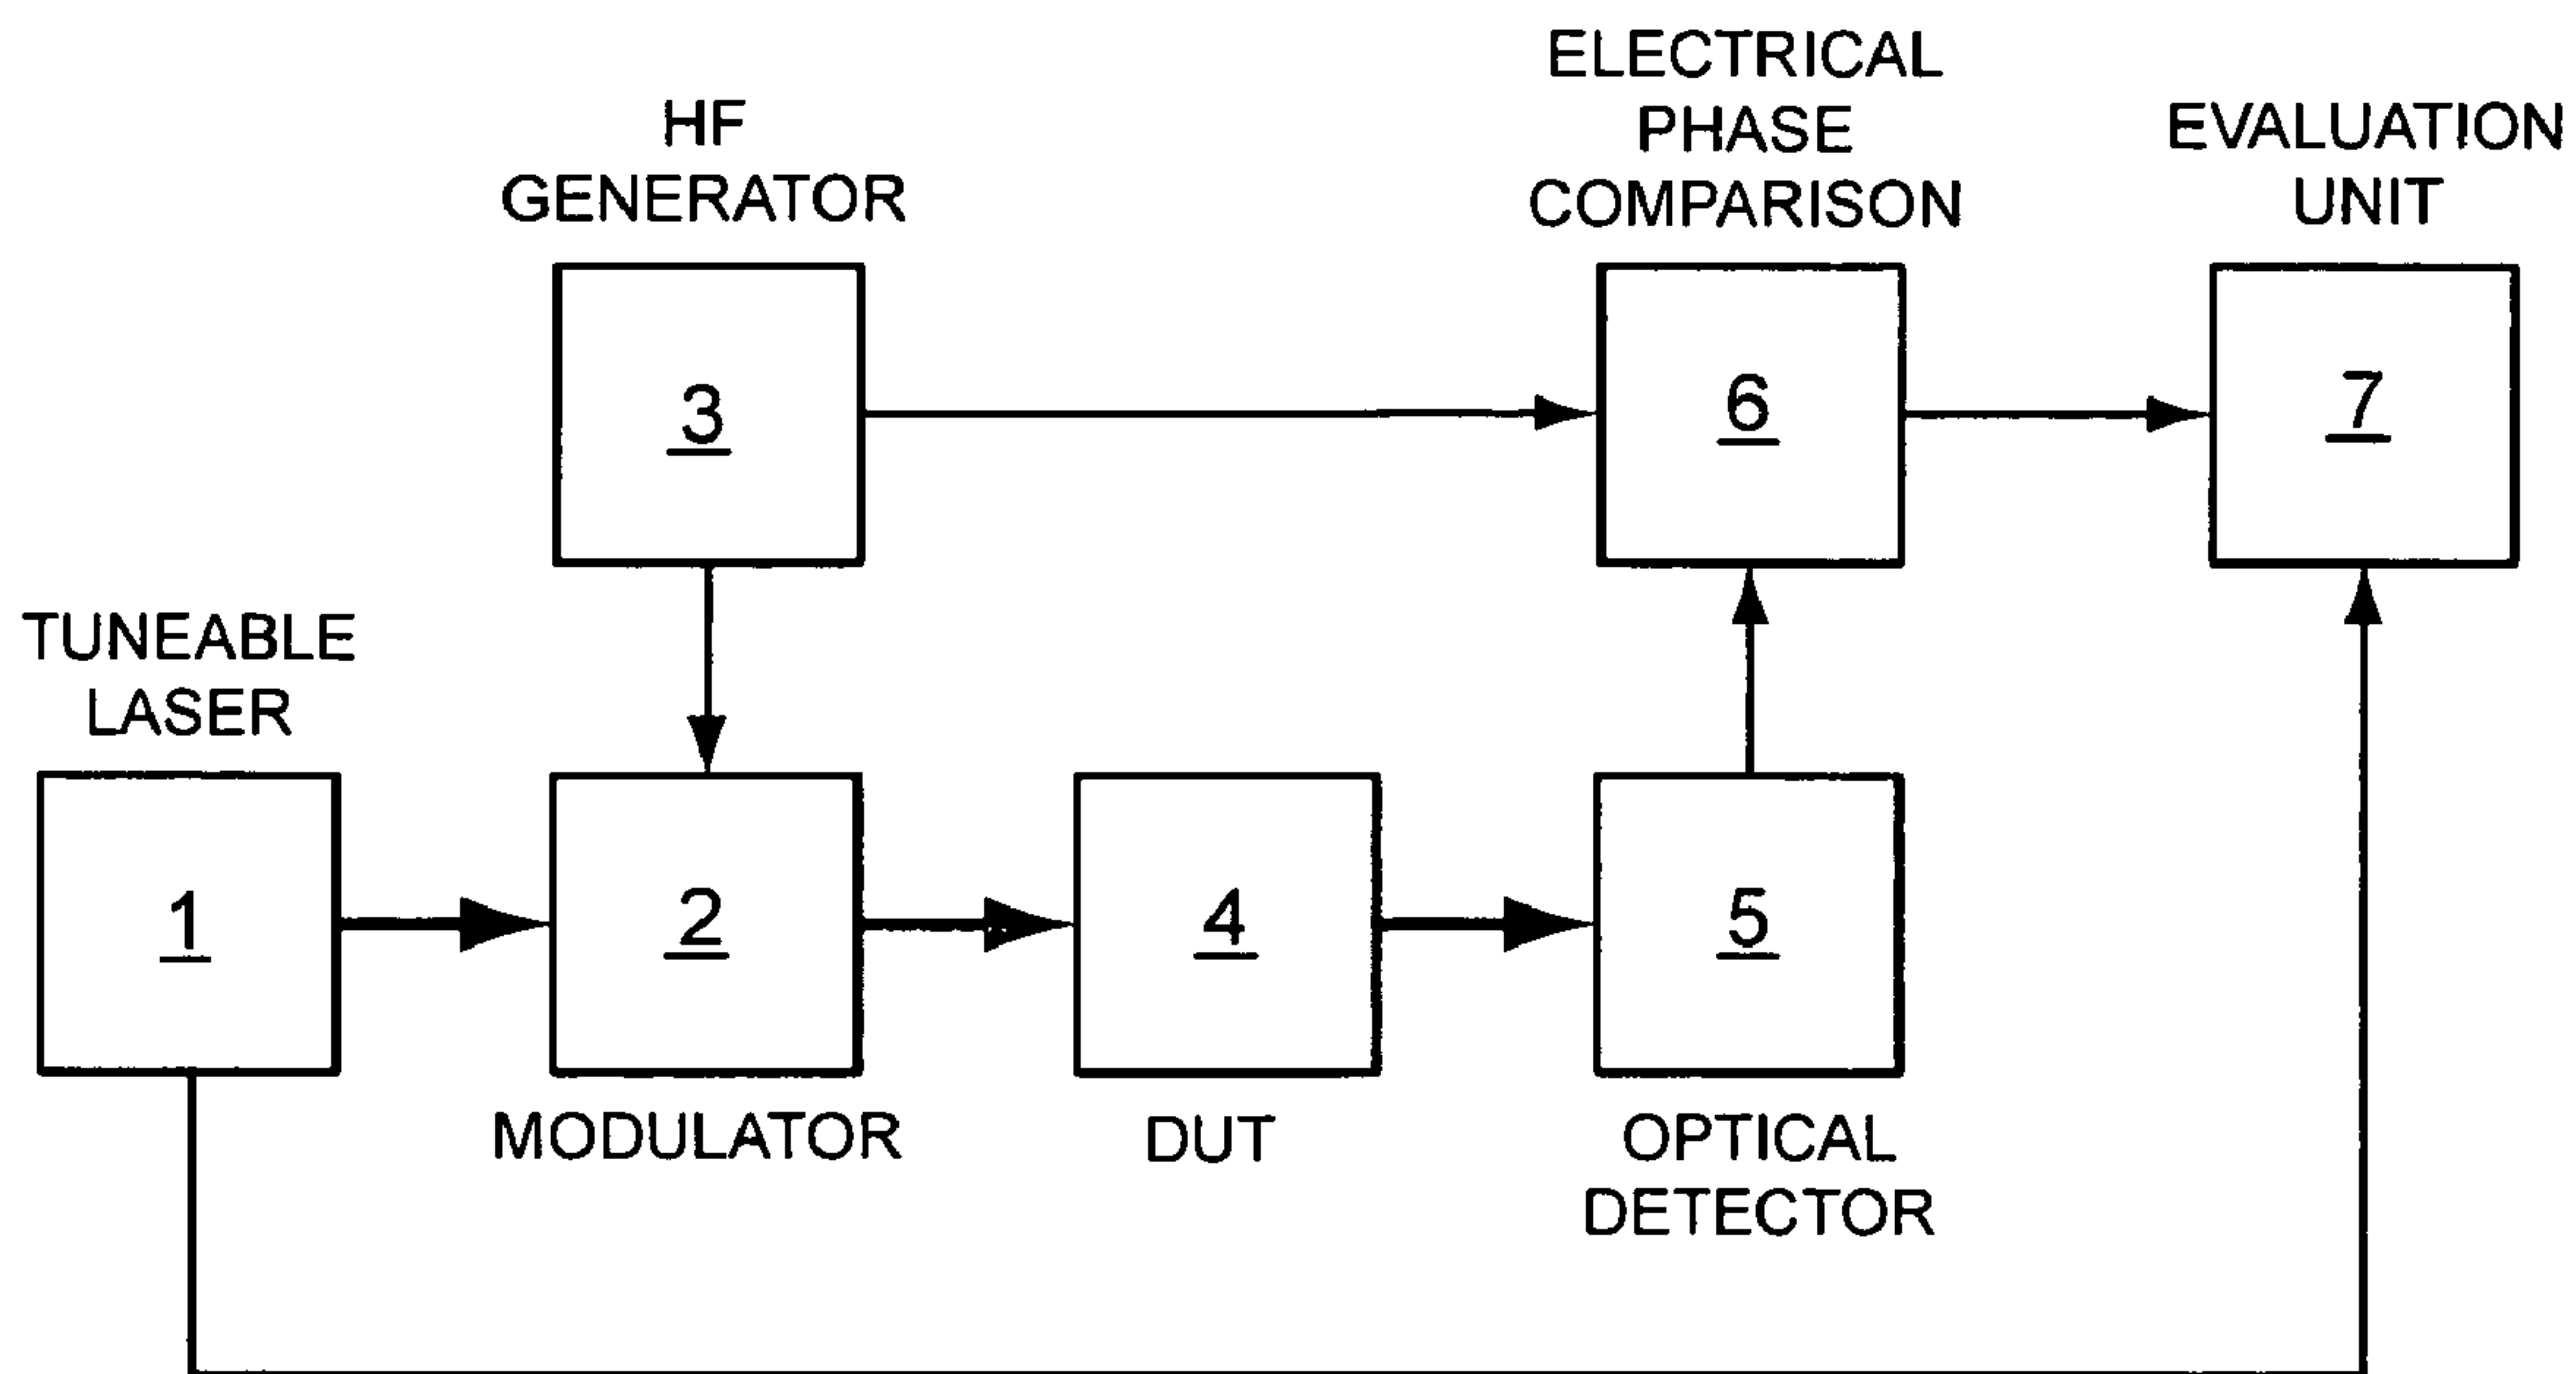 ELECTRICAL
PHASE
COMPARISON
HF
GENERATOR
EVALUATION
UNIT
3
6
7
TUNEABLE
LASER
1
2
4
5
MODULATOR
DUT
OPTICAL
DETECTOR